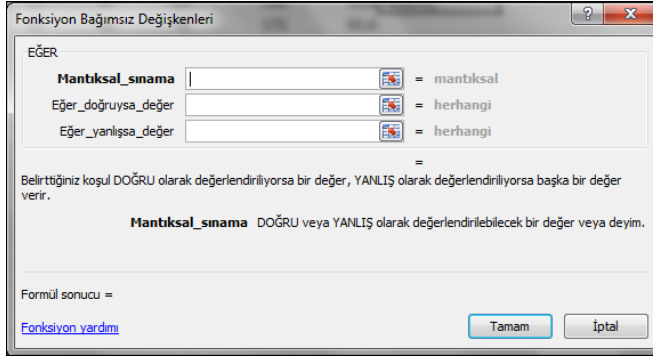 Fonksiyon Bağımsız Değişkenleri
EĞER
Mantıksal_sınama = mantıksal
Eğer_doğruysa_değer = herhangi
Eğer_yanlışsa_değer = herhangi
=
Belirttiğiniz koşul DOĞRU olarak değerlendiriliyorsa bir değer, YANLIŞ olarak değerlendiriliyorsa başka bir değer
verir.
Mantıksal_sınama DOĞRU veya YANLIŞ olarak değerlendirilebilecek bir değer veya deyim.
Formül sonucu =
Fonksiyon yardımı
Tamam
İptal